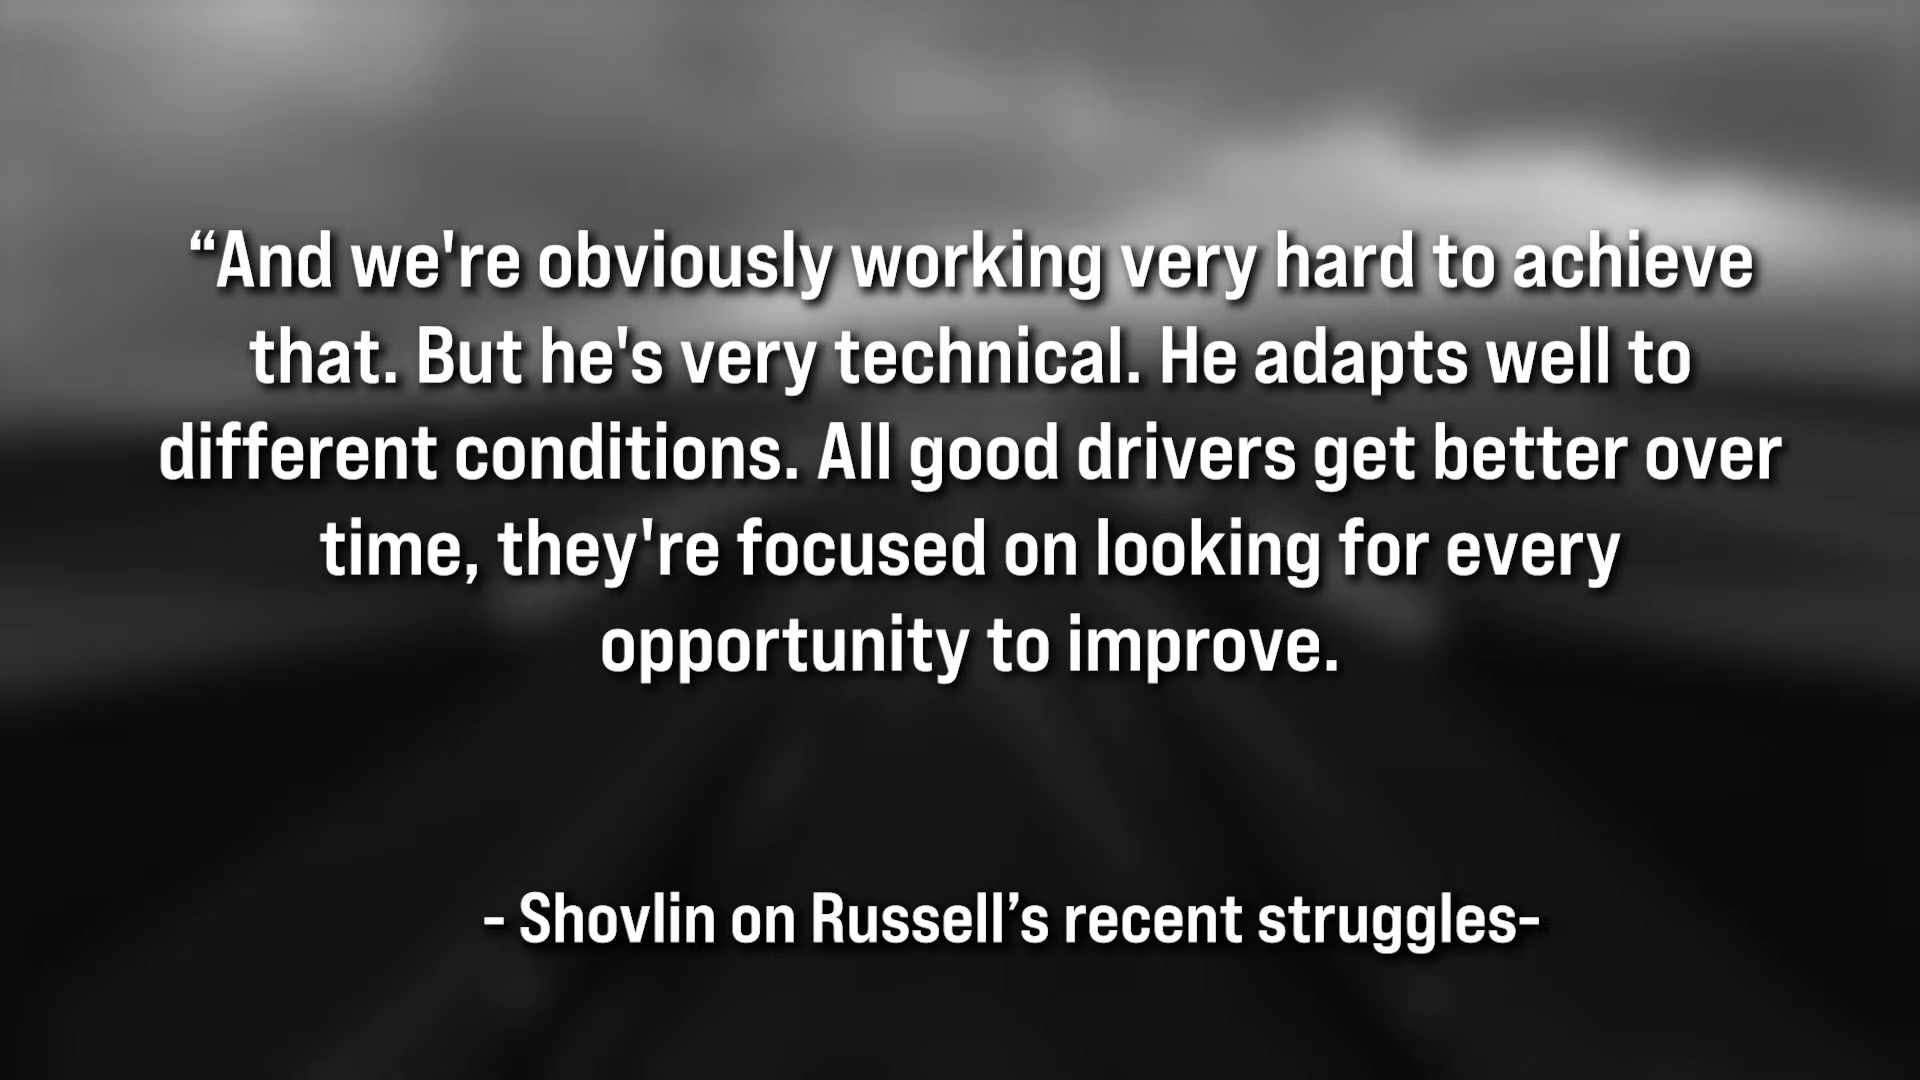 “And we're obviously working very hard to achieve
that. But he's very technical. He adapts well to
different conditions. All good drivers get better over
time, they're focused on looking for every
opportunity to improve.
- Shovlin on Russell’s recent struggles-